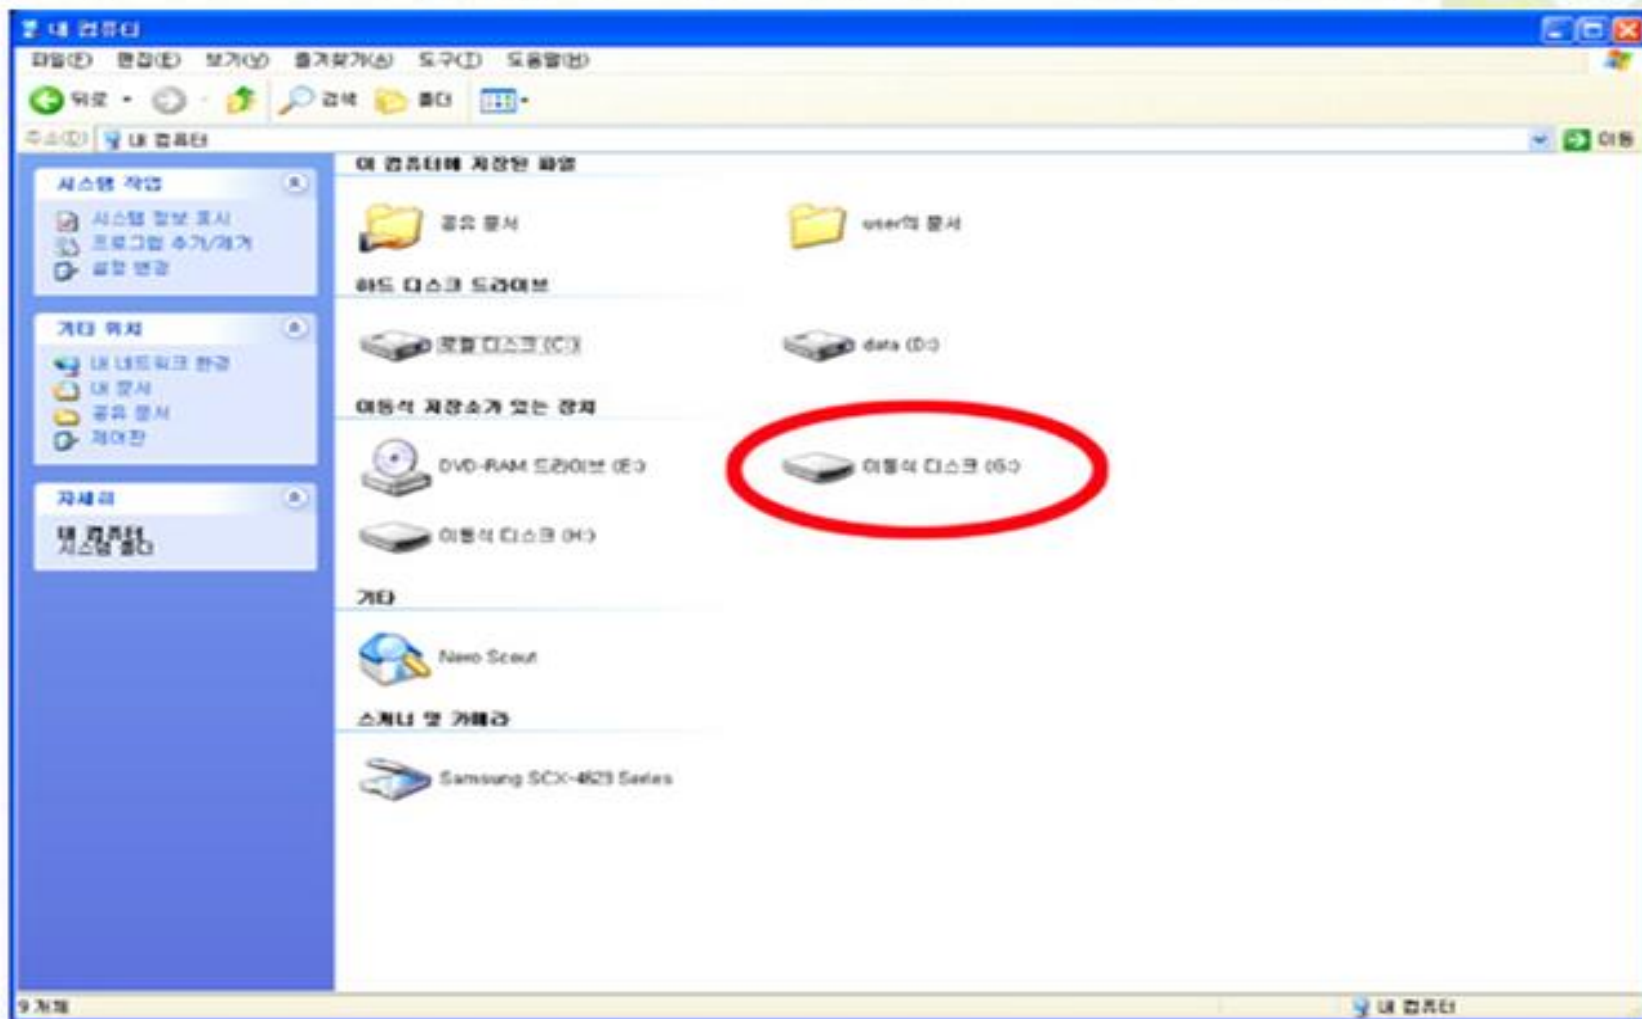 내 컴퓨터
파일(F) 편집(E) 보기(V) 즐겨찾기(A) 도구(T) 도움말(H)
뒤로 검색 폴더
주소(D) 내 컴퓨터 이동
시스템 작업
시스템 정보 표시
프로그램 추가/제거
설정 변경
기타 위치
내 네트워크 환경
내 문서
공유 문서
제어판
자세히
내 컴퓨터
시스템 폴더
이 컴퓨터에 저장된 파일
공유 문서 user의 문서
하드 디스크 드라이브
로컬 디스크 (C:) data (D:)
이동식 저장소가 있는 장치
DVD-RAM 드라이브 (E:) 이동식 디스크 (G:)
이동식 디스크 (H:)
기타
Nero Scout
스캐너 및 카메라
Samsung SCX-4623 Series
9 개체 내 컴퓨터